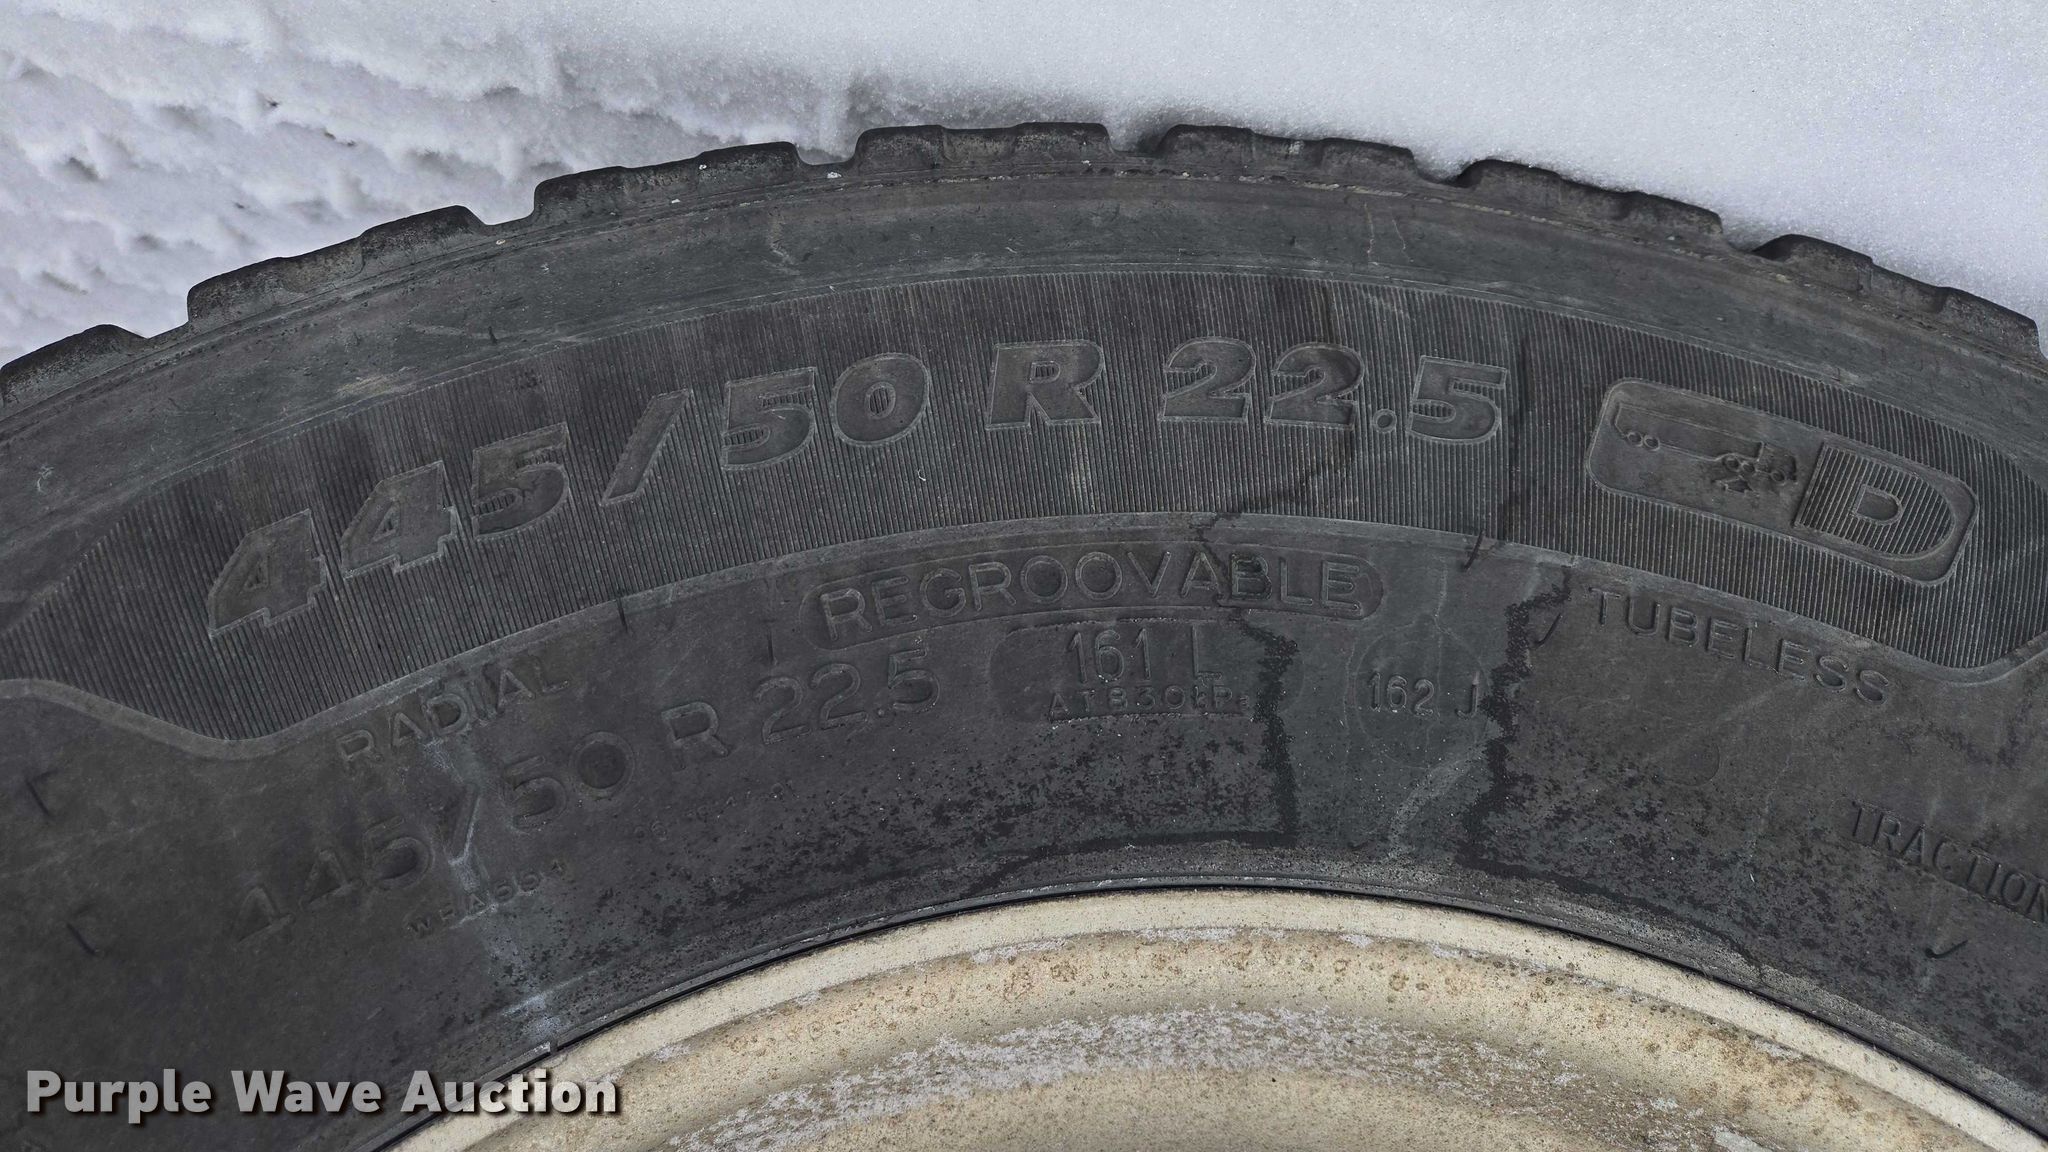 445/50 R 22.5
D
REGROOVABLE
RADIAL
445/50 R 22.5
161 L
162 J
TUBELESS
TRACTION
Purple Wave Auction